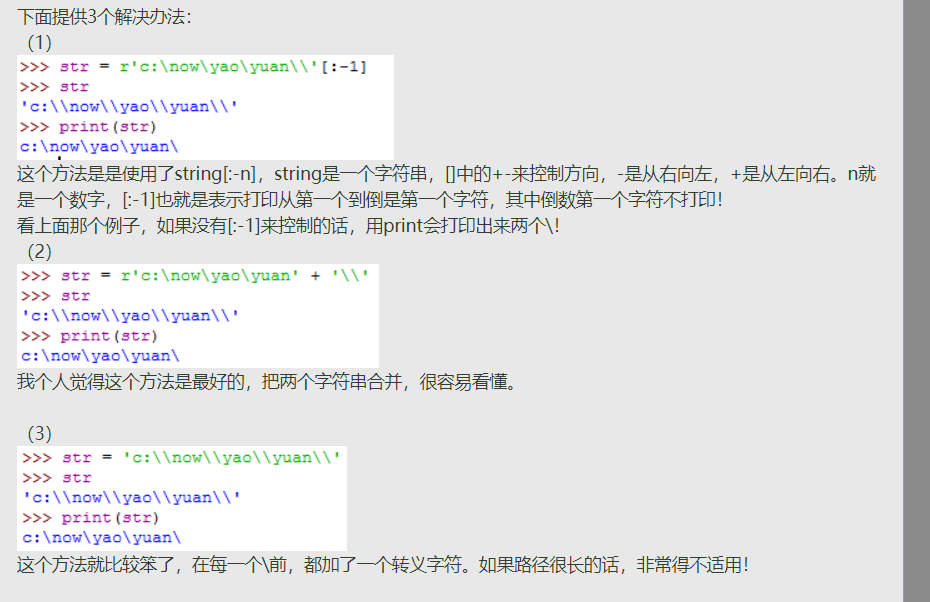 下面提供3个解决办法：
（1）
>>> str = r'c:\now\yao\yuan\\'[:-1]
>>> str
'c:\\now\\yao\\yuan\\'
>>> print(str)
c:\now\yao\yuan\
这个方法是是使用了string[:-n]，string是一个字符串，[]中的+-来控制方向，-是从右向左，+是从左向右。n就
是一个数字，[:-1]也就是表示打印从第一个到倒是第一个字符，其中倒数第一个字符不打印！
看上面那个例子，如果没有[:-1]来控制的话，用print会打印出来两个\！
（2）
>>> str = r'c:\now\yao\yuan' + '\\'
>>> str
'c:\\now\\yao\\yuan\\'
>>> print(str)
c:\now\yao\yuan\
我个人觉得这个方法是最好的，把两个字符串合并，很容易看懂。
（3）
>>> str = 'c:\\now\\yao\\yuan\\'
>>> str
'c:\\now\\yao\\yuan\\'
>>> print(str)
c:\now\yao\yuan\
这个方法就比较笨了，在每一个\前，都加了一个转义字符。如果路径很长的话，非常得不适用！